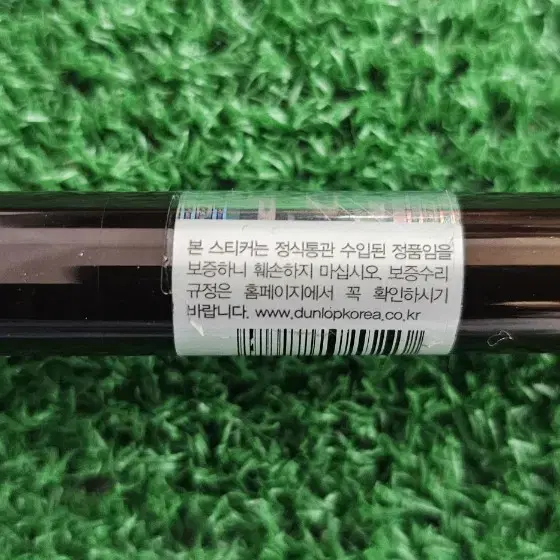 본 스티커는 정식통관 수입된 정품임을
보증하니 훼손하지 마십시오. 보증수리
규정은 홈페이지에서 꼭 확인하시기
바랍니다. www.dunlopkorea.co.kr